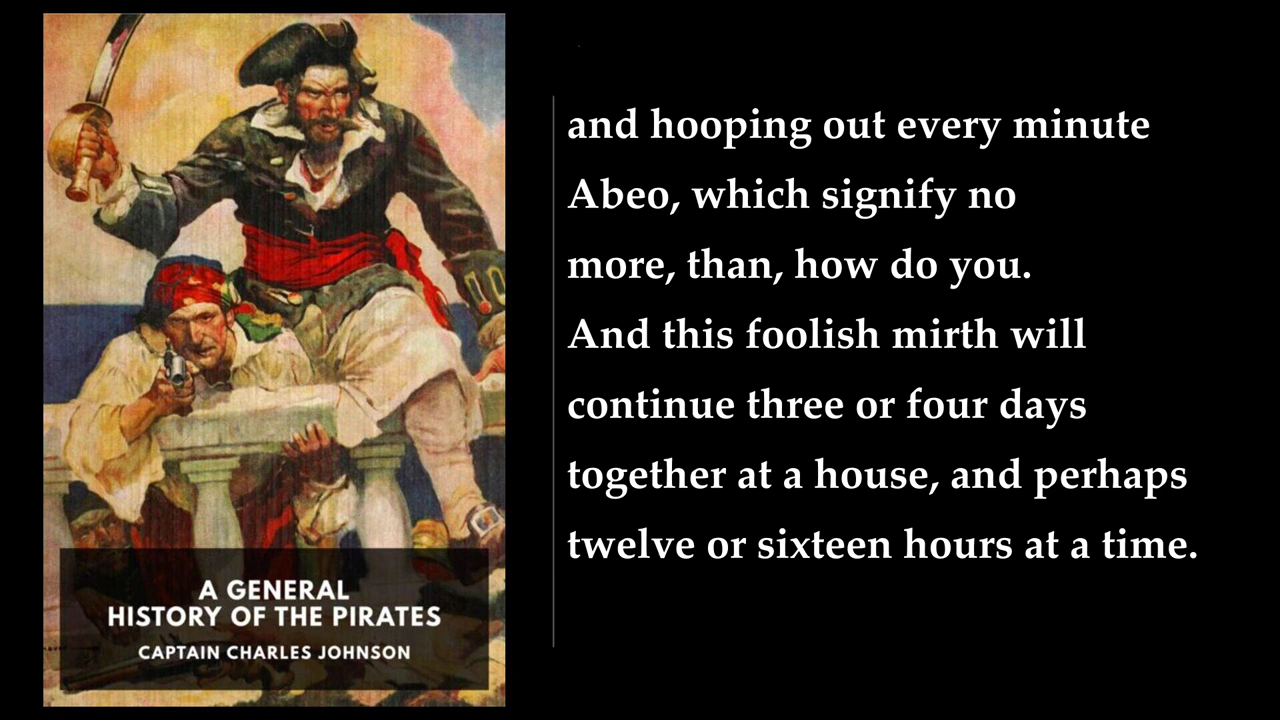 A GENERAL
HISTORY OF THE PIRATES
CAPTAIN CHARLES JOHNSON
and hooping out every minute
Abeo, which signify no
more, than, how do you.
And this foolish mirth will
continue three or four days
together at a house, and perhaps
twelve or sixteen hours at a time.